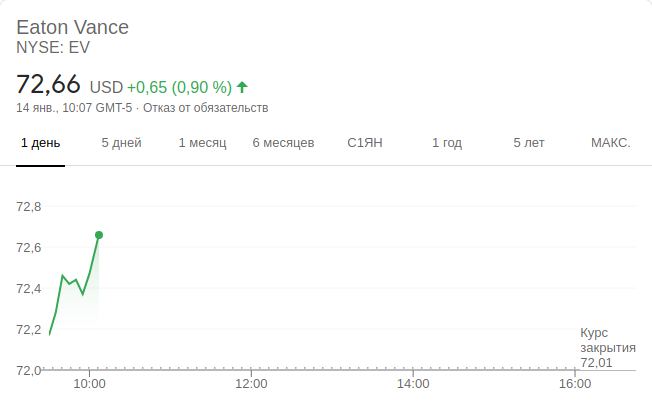 Eaton Vance
NYSE: EV
72,66 USD +0,65 (0,90 %)
14 янв., 10:07 GMT-5 · Отказ от обязательств
1 день 5 дней 1 месяц 6 месяцев С1ЯН 1 год 5 лет МАКС.
72,8
72,6
72,4
72,2
72,0
Курс
закрытия
72,01
10:00 12:00 14:00 16:00